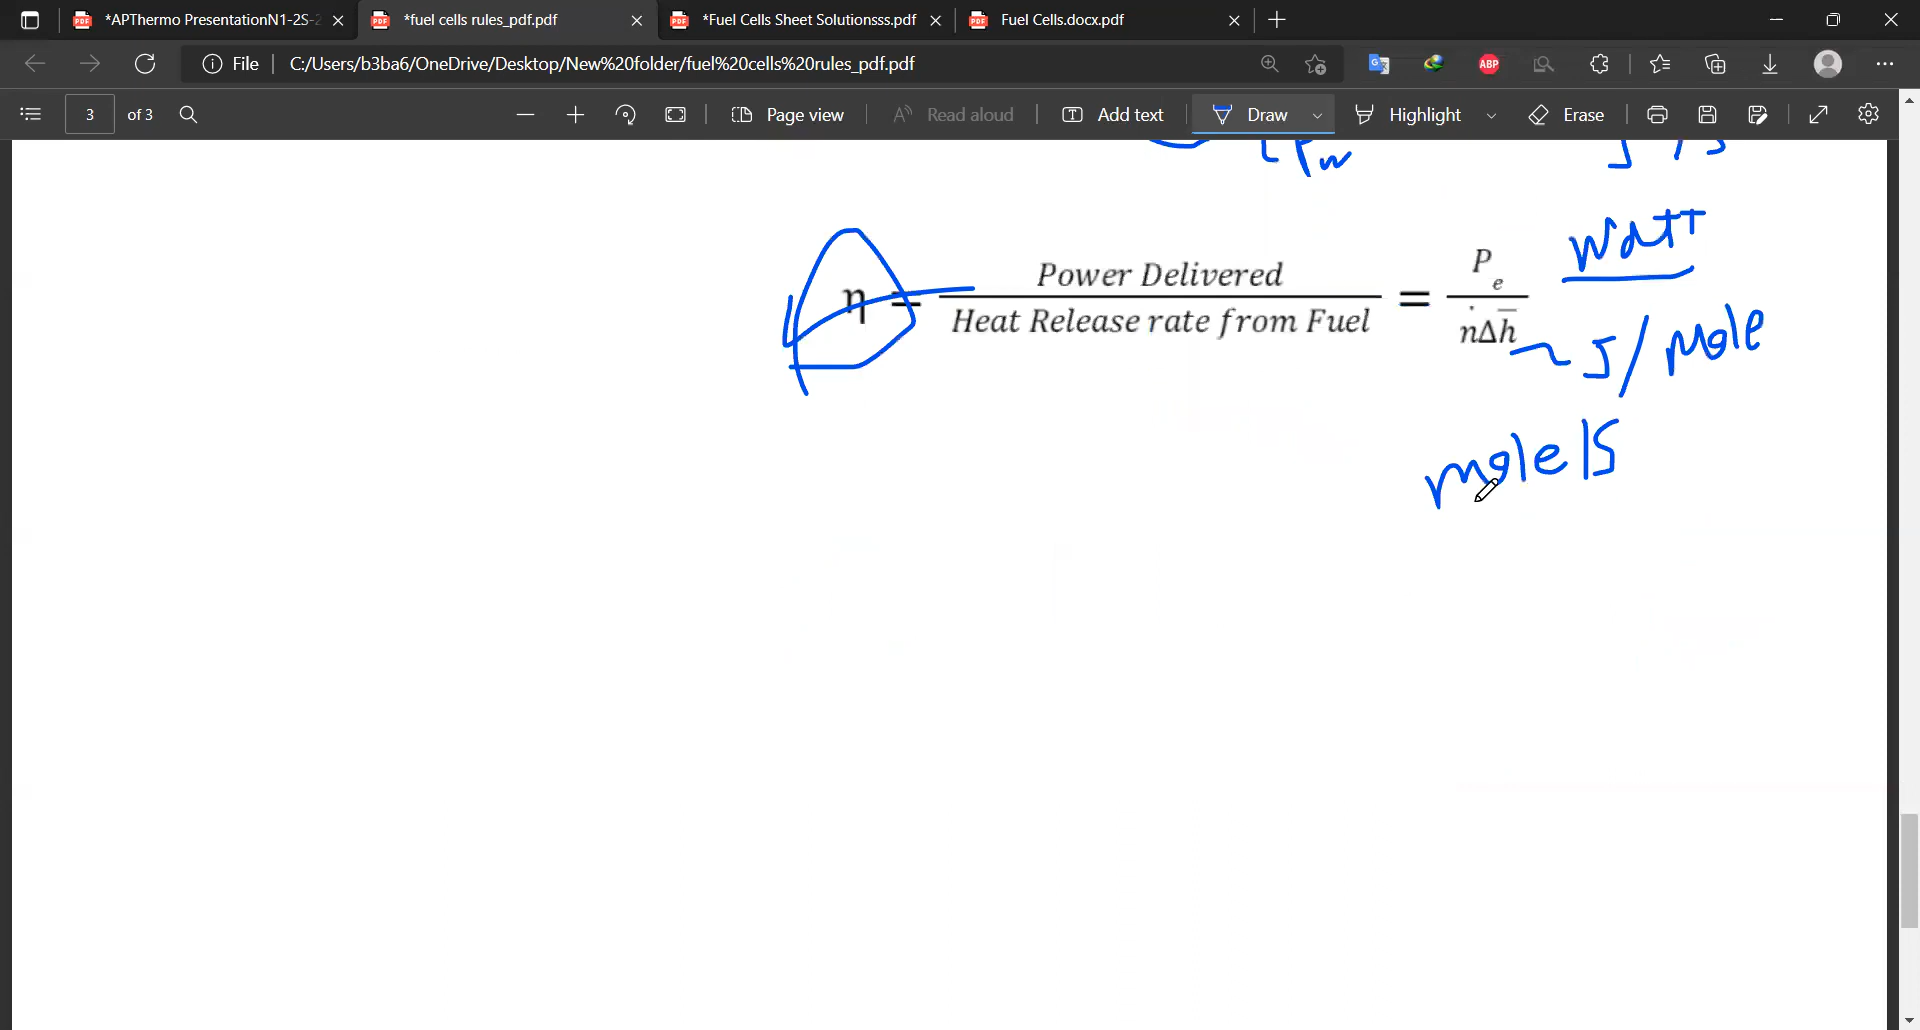 *APThermo PresentationN1-2S-2
*fuel cells rules_pdf.pdf
*Fuel Cells Sheet Solutionsss.pdf
Fuel Cells.docx.pdf
File
C:/Users/b3ba6/OneDrive/Desktop/New%20folder/fuel%20cells%20rules_pdf.pdf
ABP
3 of 3
Page view
Read aloud
Add text
Draw
Highlight
Erase
Watt
η = Power Delivered / Heat Release rate from Fuel = P_e / ṅΔh̅
J/mole
mole/s